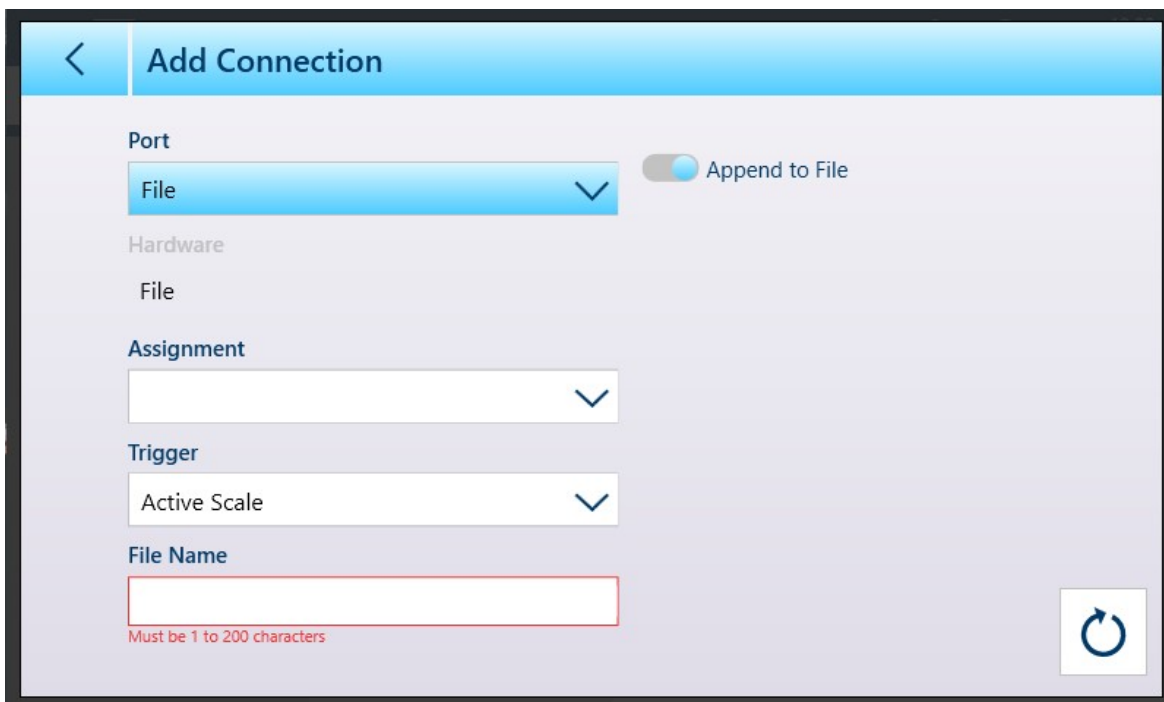 Add Connection
Port
File
Append to File
Hardware
File
Assignment
Trigger
Active Scale
File Name
Must be 1 to 200 characters